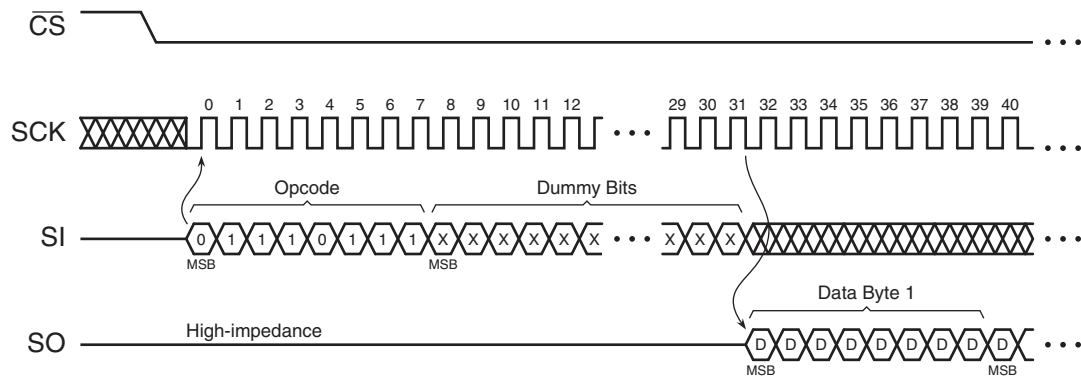 CS
0 1 2 3 4 5 6 7 8 9 10 11 12 29 30 31 32 33 34 35 36 37 38 39 40
SCK
Opcode Dummy Bits
SI 0 1 1 1 0 1 1 1 X X X X X X X X X
MSB MSB
Data Byte 1
High-impedance
SO D D D D D D D D D
MSB MSB